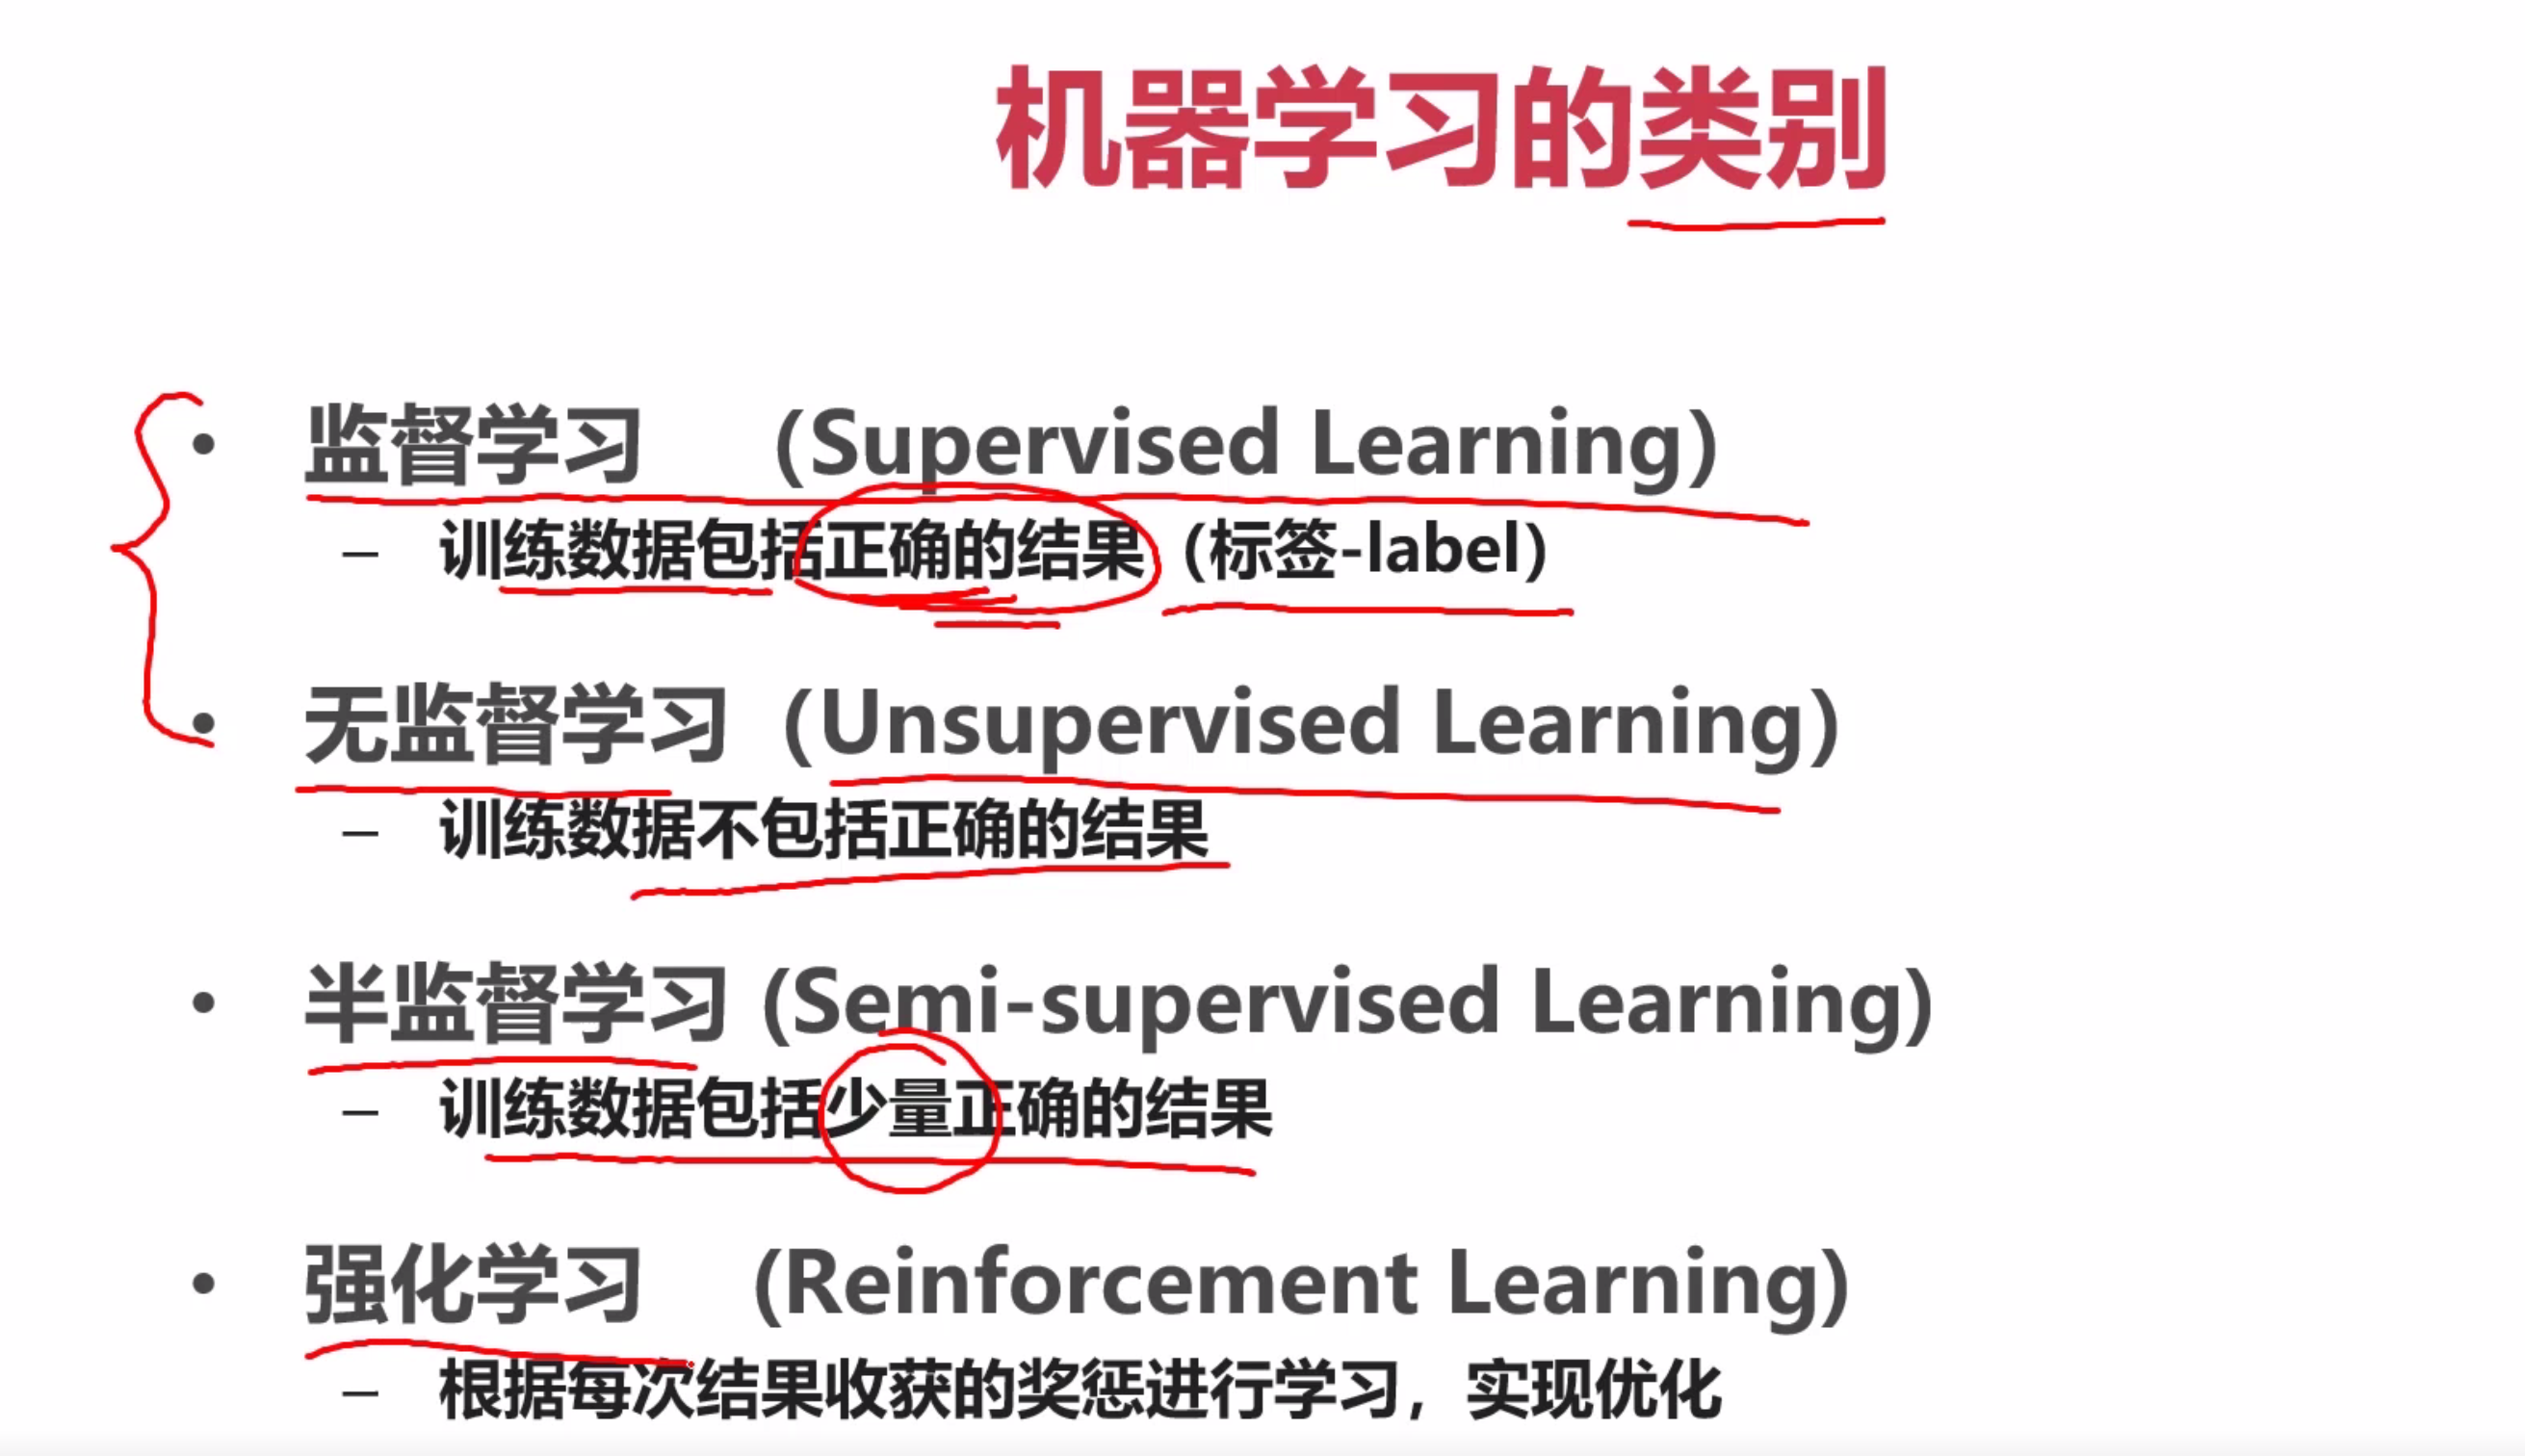 机器学习的类别
• 监督学习 （Supervised Learning）
– 训练数据包括正确的结果（标签-label）
• 无监督学习（Unsupervised Learning）
– 训练数据不包括正确的结果
• 半监督学习 (Semi-supervised Learning)
– 训练数据包括少量正确的结果
• 强化学习 (Reinforcement Learning)
– 根据每次结果收获的奖惩进行学习，实现优化